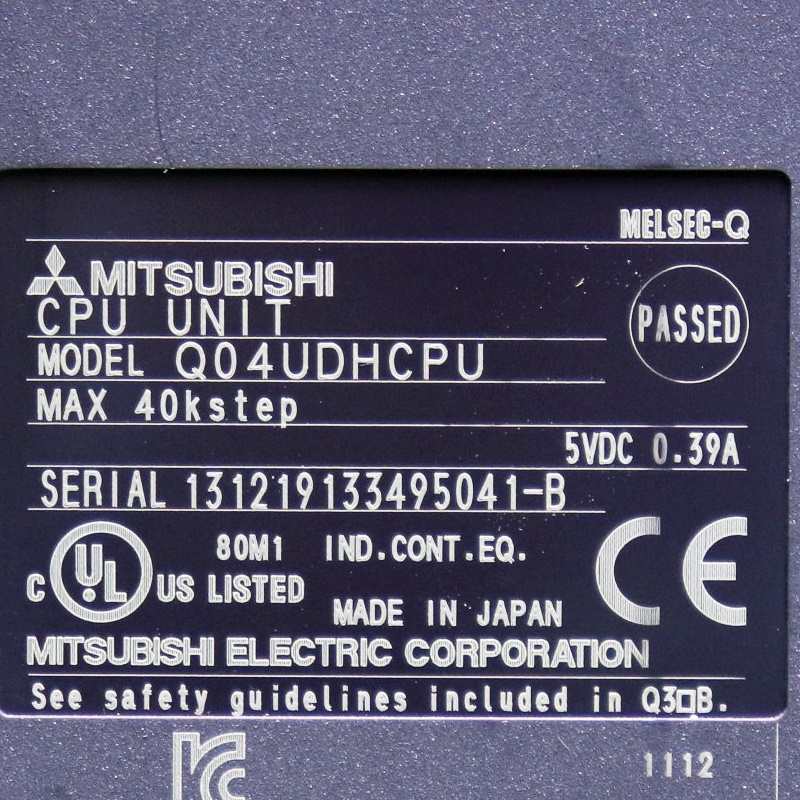 MELSEC-Q
MITSUBISHI
CPU UNIT
PASSED
MODEL Q04UDHCPU
MAX 40kstep
5VDC 0.39A
SERIAL 131219133495041-B
80M1 IND.CONT.EQ.
C UL US LISTED
CE
MADE IN JAPAN
MITSUBISHI ELECTRIC CORPORATION
See safety guidelines included in Q3□B.
1112